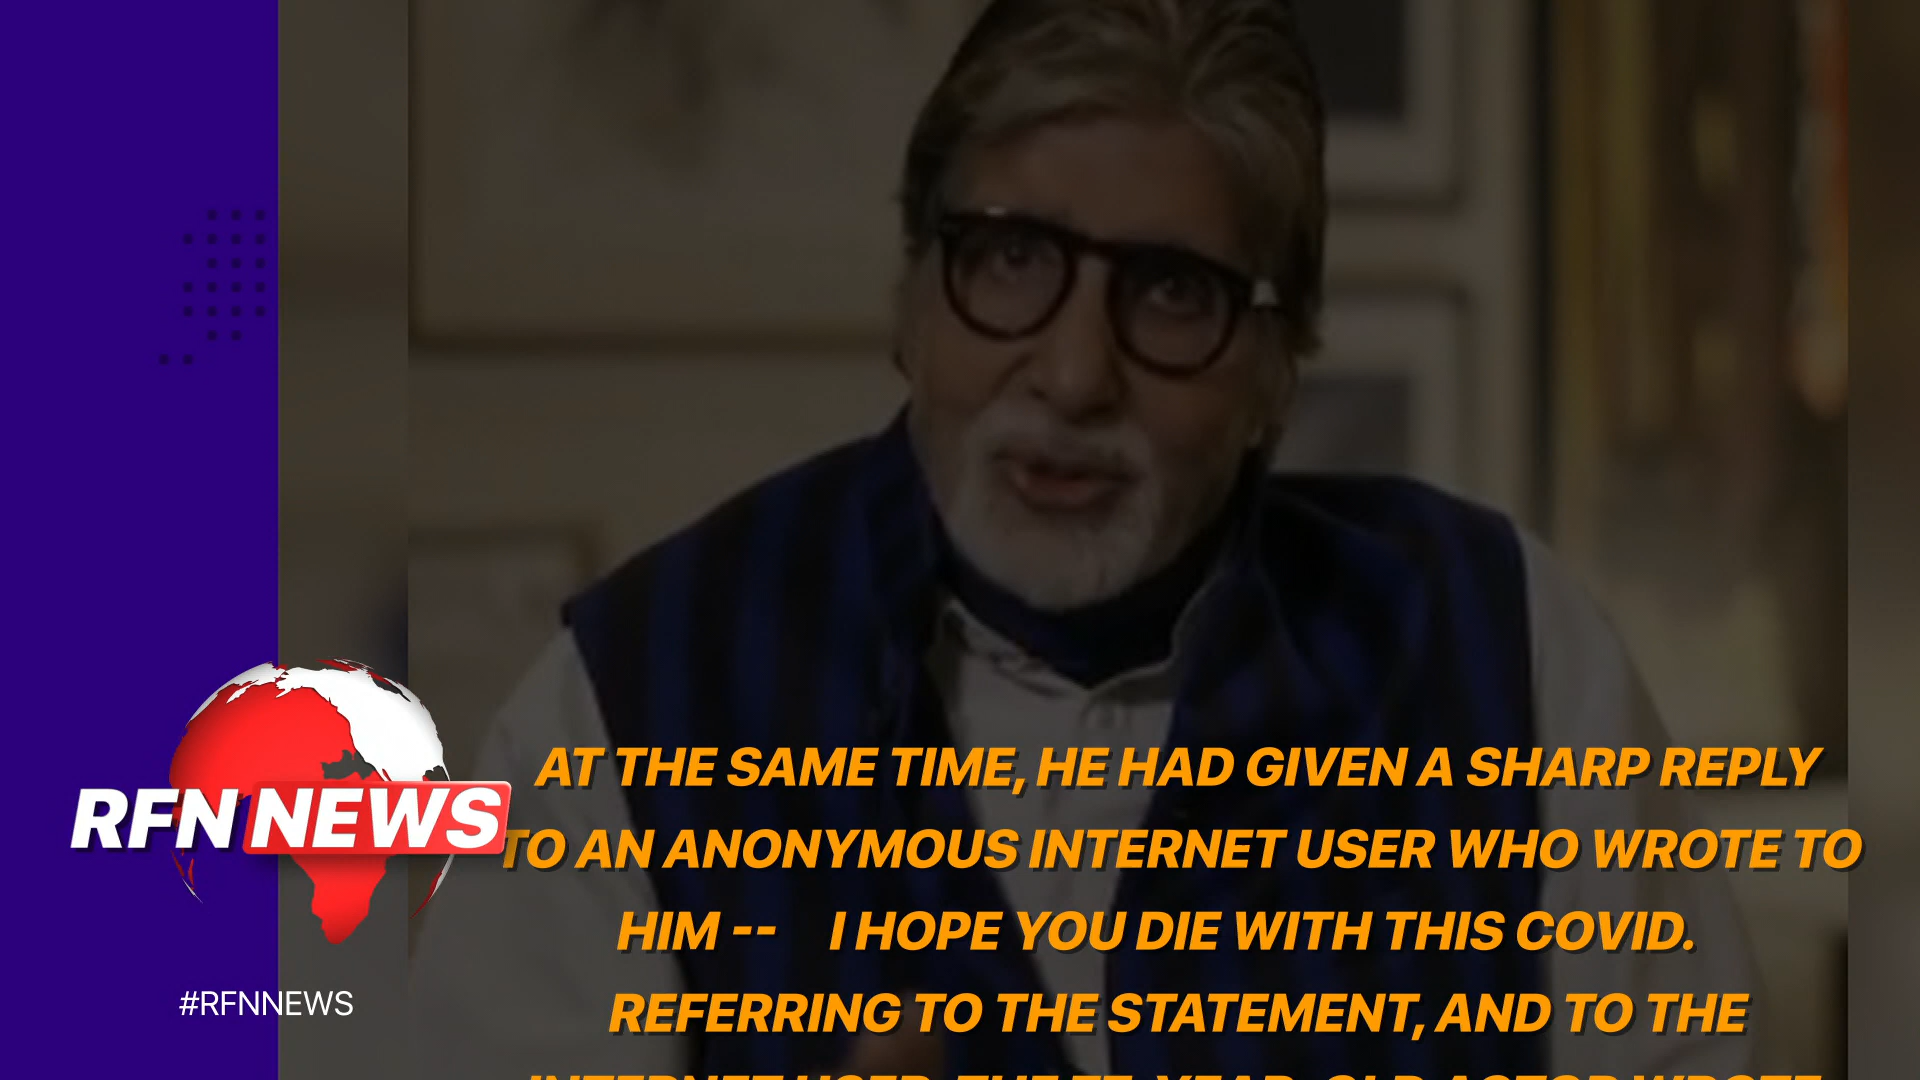 AT THE SAME TIME, HE HAD GIVEN A SHARP REPLY
TO AN ANONYMOUS INTERNET USER WHO WROTE TO
HIM -- I HOPE YOU DIE WITH THIS COVID.
REFERRING TO THE STATEMENT, AND TO THE
RFN NEWS
#RFNNEWS